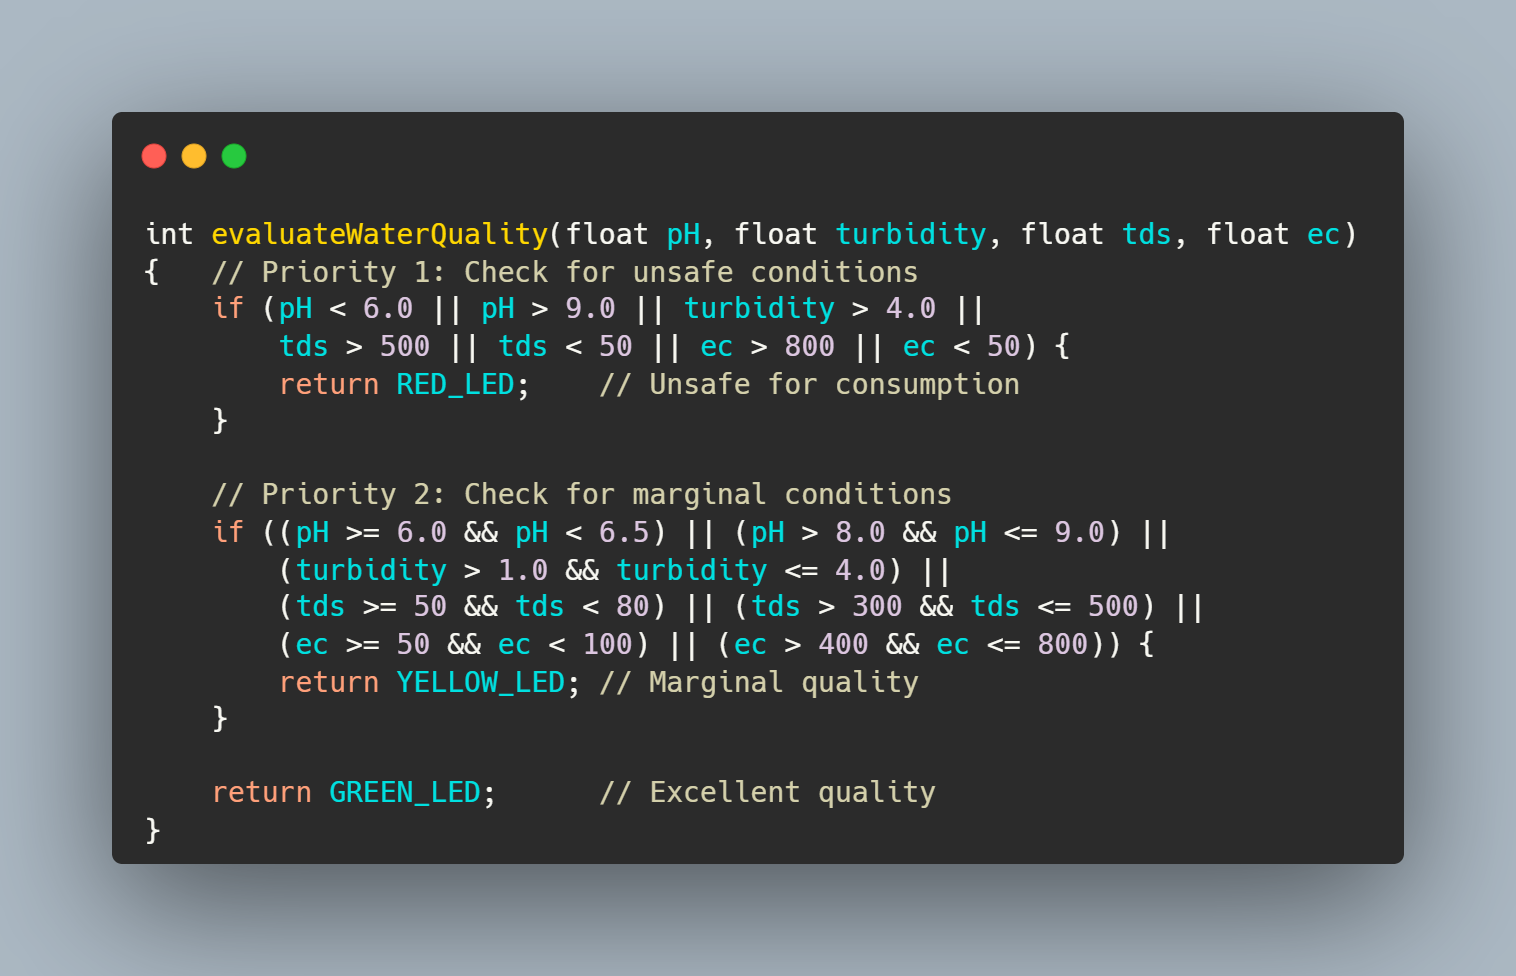 int evaluateWaterQuality(float pH, float turbidity, float tds, float ec)
{   // Priority 1: Check for unsafe conditions
    if (pH < 6.0 || pH > 9.0 || turbidity > 4.0 ||
        tds > 500 || tds < 50 || ec > 800 || ec < 50) {
        return RED_LED;    // Unsafe for consumption
    }

    // Priority 2: Check for marginal conditions
    if ((pH >= 6.0 && pH < 6.5) || (pH > 8.0 && pH <= 9.0) ||
        (turbidity > 1.0 && turbidity <= 4.0) ||
        (tds >= 50 && tds < 80) || (tds > 300 && tds <= 500) ||
        (ec >= 50 && ec < 100) || (ec > 400 && ec <= 800)) {
        return YELLOW_LED; // Marginal quality
    }

    return GREEN_LED;      // Excellent quality
}